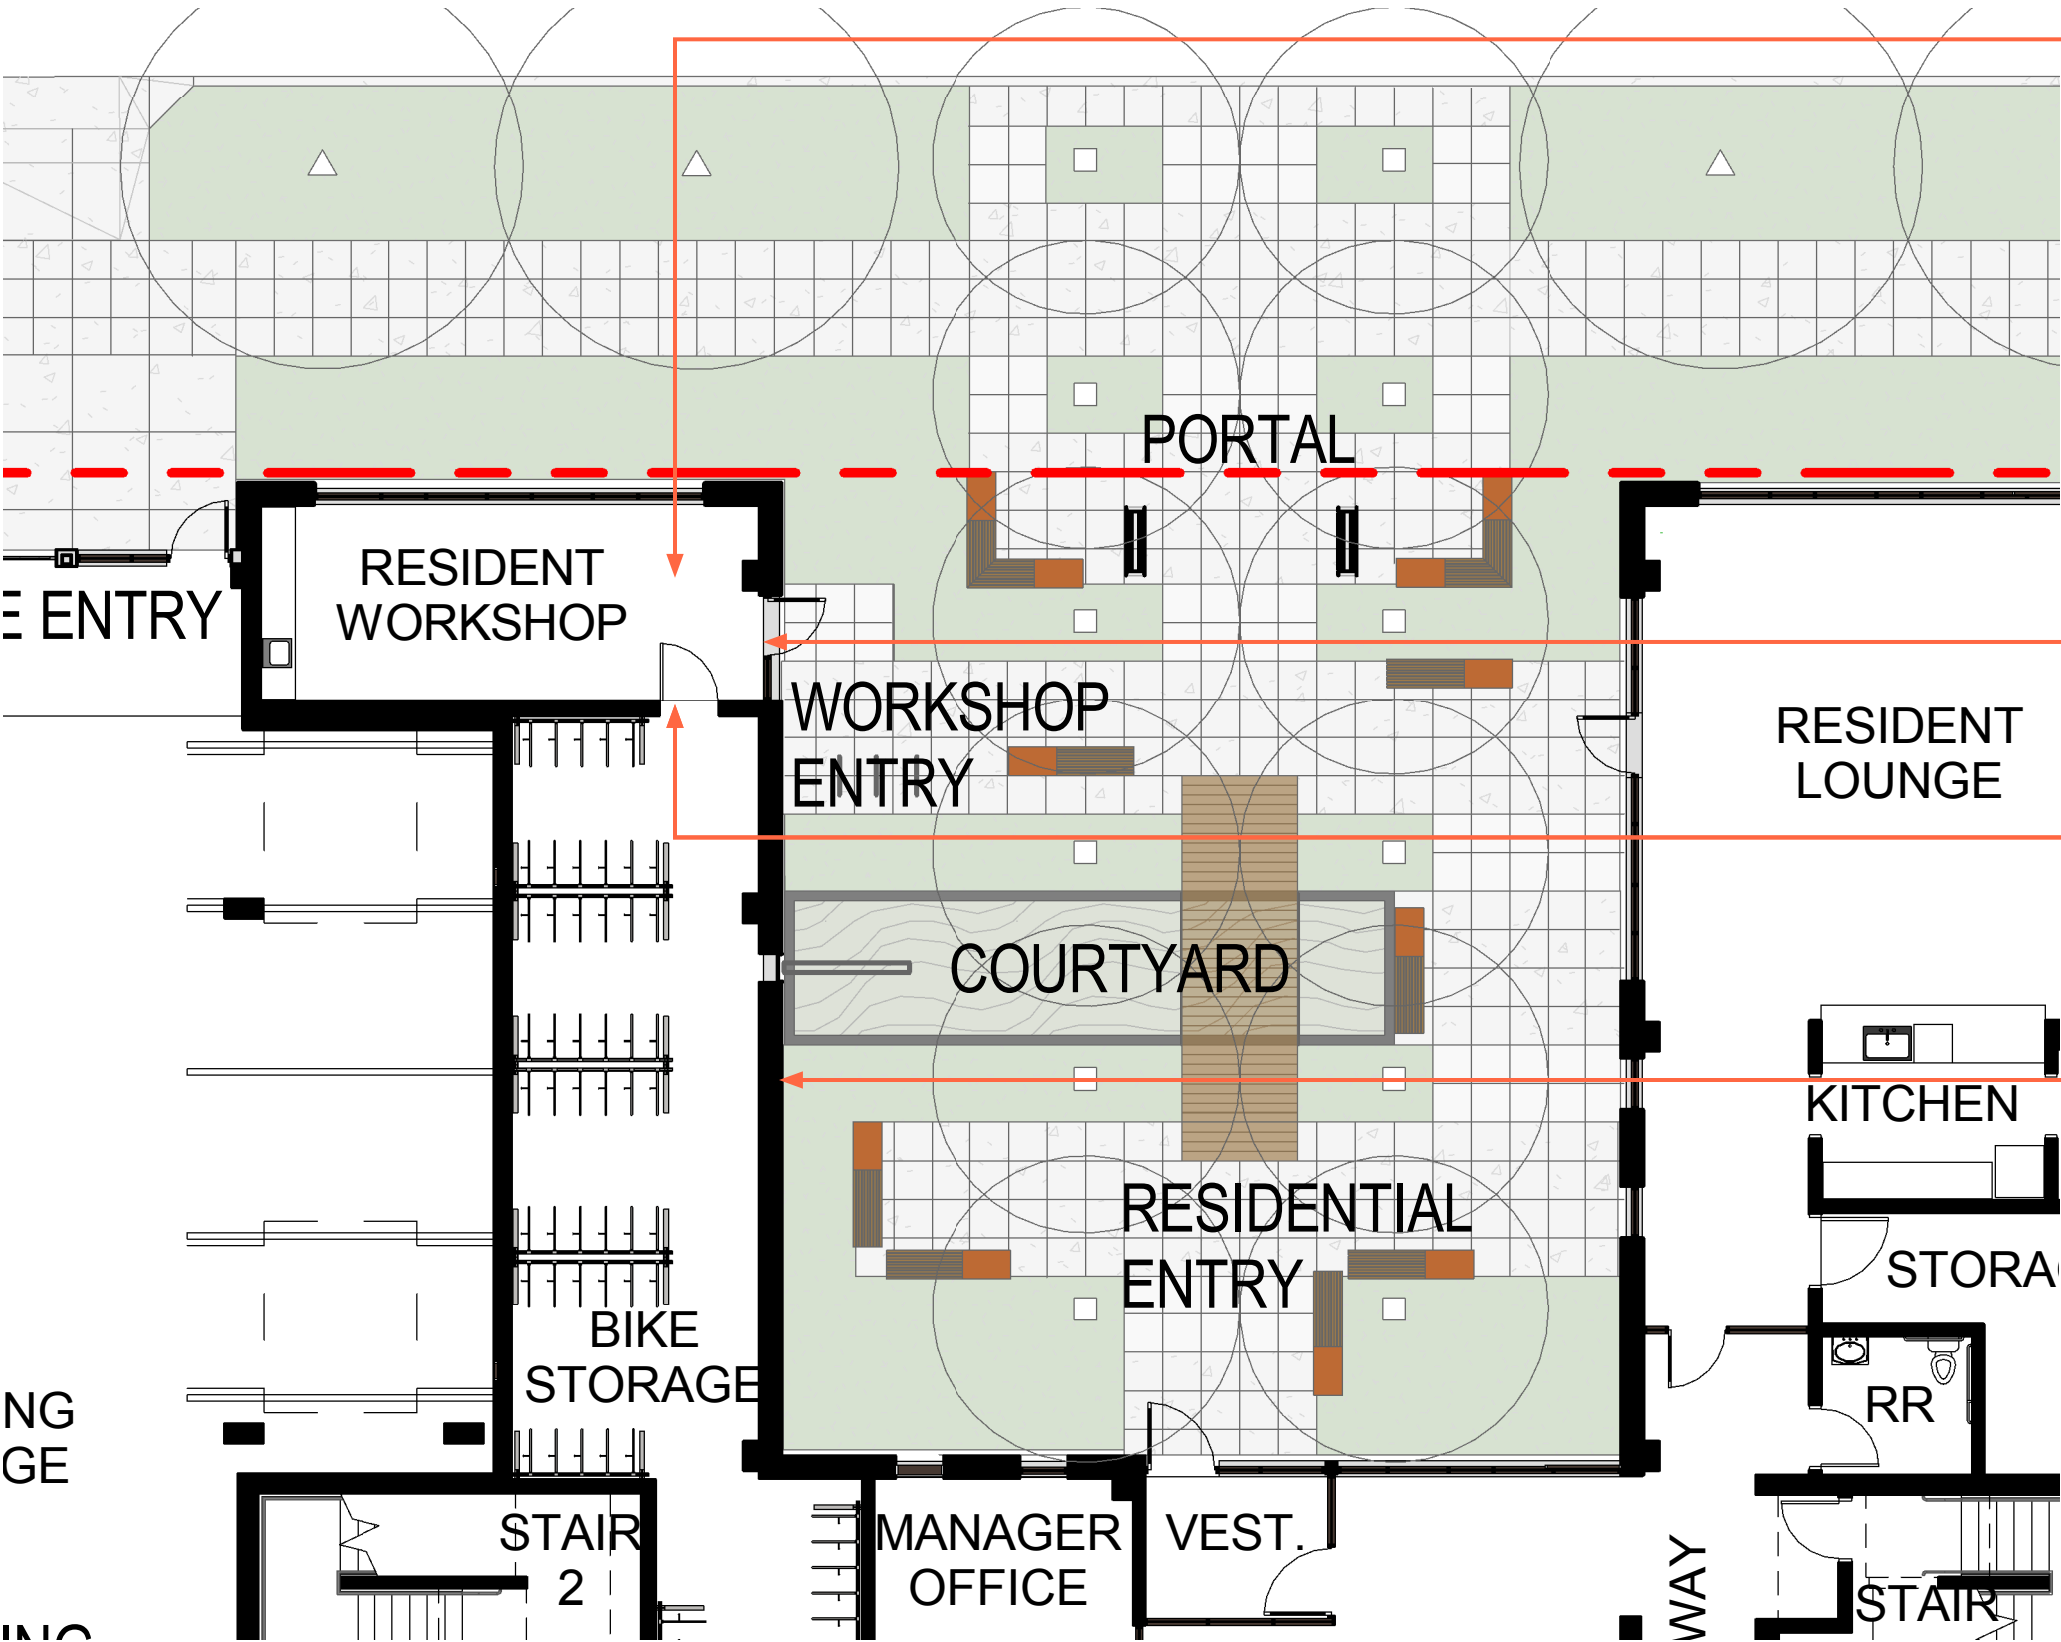 PORTAL
RESIDENT
WORKSHOP
E ENTRY
WORKSHOP
ENTRY
RESIDENT
LOUNGE
COURTYARD
KITCHEN
RESIDENTIAL
ENTRY
STORA
BIKE
STORAGE
NG
GE
RR
STAIR
2
MANAGER
OFFICE
VEST.
WAY
STAIR
ING